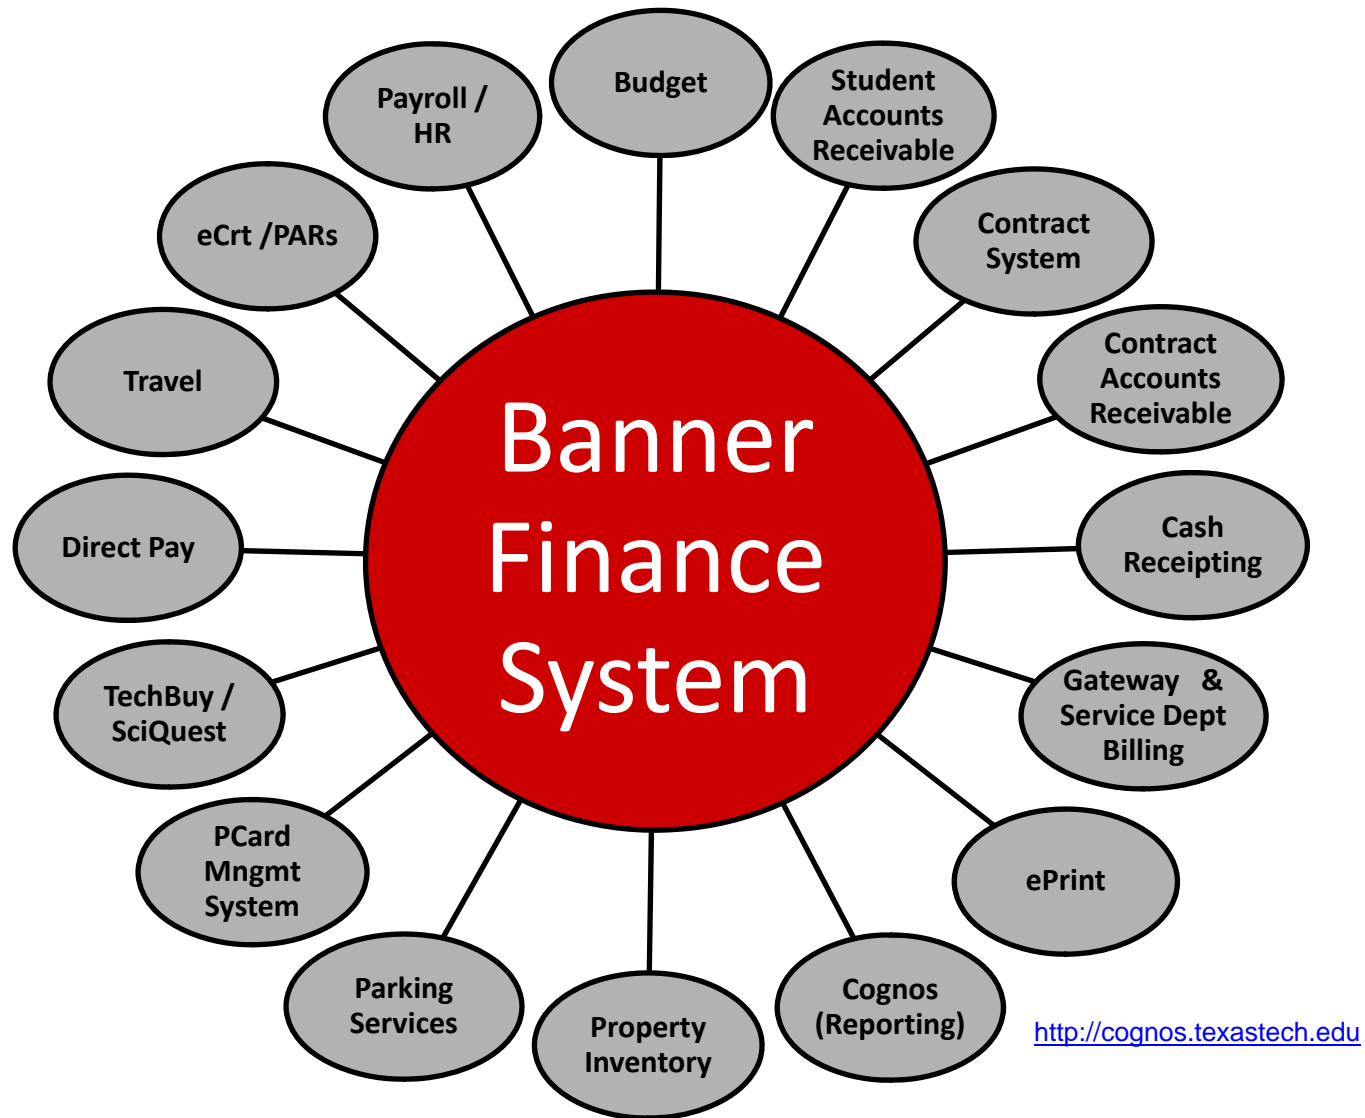 Budget
Student
Accounts
Receivable
Contract
System
Contract
Accounts
Receivable
Cash
Receipting
Gateway & 
Service Dept
Billing
ePrint
Cognos
(Reporting)
http://cognos.texastech.edu
Property
Inventory
Parking
Services
PCard
Mngmt
System
TechBuy /
SciQuest
Direct Pay
Travel
eCrt /PARs
Payroll /
HR
Banner
Finance
System